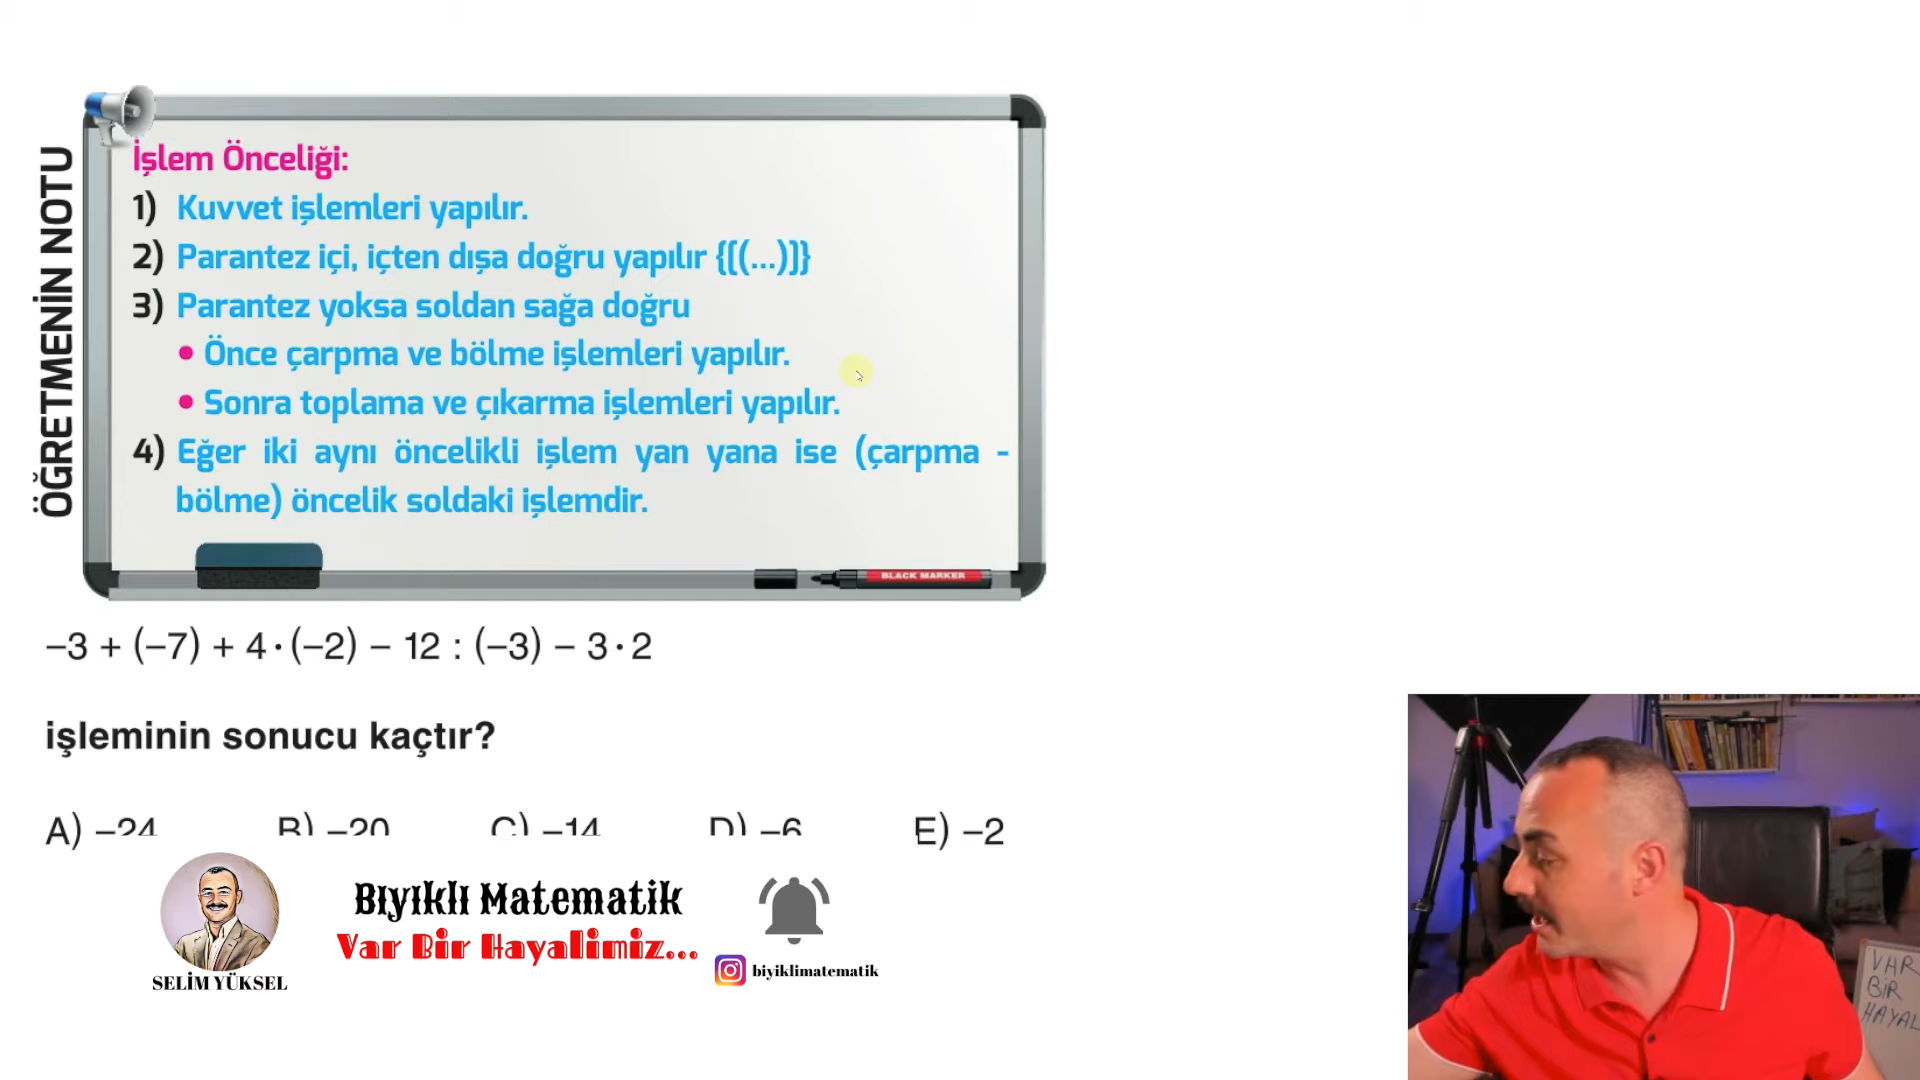 ÖĞRETMENİN NOTU
İşlem Önceliği:
1) Kuvvet işlemleri yapılır.
2) Parantez içi, içten dışa doğru yapılır {[(...)]}
3) Parantez yoksa soldan sağa doğru
• Önce çarpma ve bölme işlemleri yapılır.
• Sonra toplama ve çıkarma işlemleri yapılır.
4) Eğer iki aynı öncelikli işlem yan yana ise (çarpma -
bölme) öncelik soldaki işlemdir.
BLACK MARKER
–3 + (–7) + 4 · (–2) – 12 : (–3) – 3 · 2
işleminin sonucu kaçtır?
A) –24 B) –20 C) –14 D) –6 E) –2
Bıyıklı Matematik
Var Bir Hayalimiz...
SELİM YÜKSEL
biyiklimatematik
VAR
BİR
HAYAL